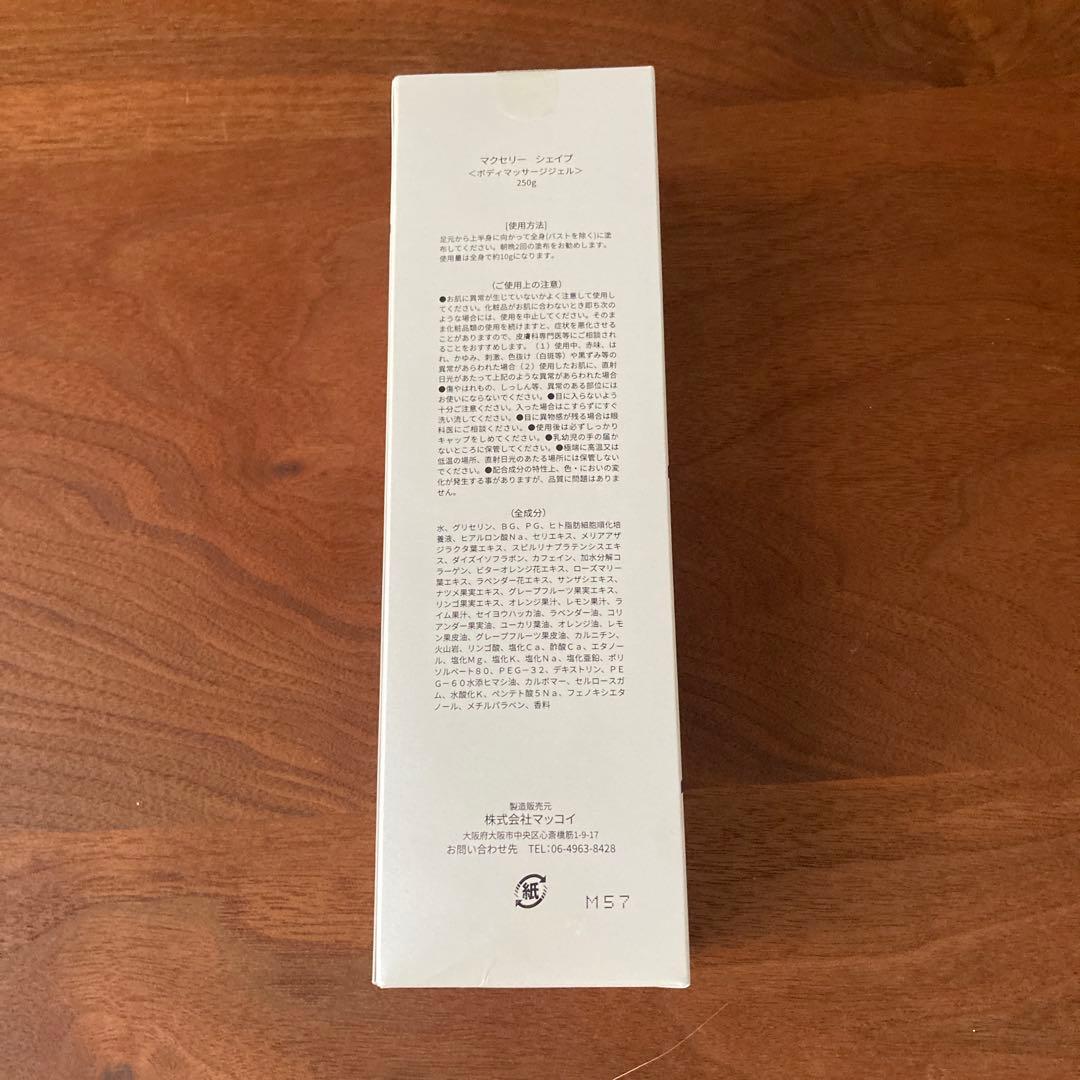 マクセリー　シェイプ
＜ボディマッサージジェル＞
250g
[使用方法]
足元から上半身に向かって全身(バストを除く)に塗
布してください。朝晩2回の塗布をお勧めします。
使用量は全身で約10gになります。
（ご使用上の注意）
●お肌に異常が生じていないかよく注意して使用し
てください。化粧品がお肌に合わないとき即ち次の
ような場合には、使用を中止してください。そのま
ま化粧品類の使用を続けますと、症状を悪化させる
ことがありますので、皮膚科専門医等にご相談され
ることをおすすめします。（1）使用中、赤味、は
れ、かゆみ、刺激、色抜け（白斑等）や黒ずみ等の
異常があらわれた場合（2）使用したお肌に、直射
日光があたって上記のような異常があらわれた場合
●傷やはれもの、しっしん等、異常のある部位には
お使いにならないでください。●目に入らないよう
十分ご注意ください。入った場合はこすらずにすぐ
洗い流してください。●目に異物感が残る場合は眼
科医にご相談ください。●使用後は必ずしっかり
キャップをしめてください。●乳幼児の手の届か
ないところに保管してください。●極端に高温又は
低温の場所、直射日光のあたる場所には保管しない
でください。●配合成分の特性上、色・においの変
化が発生する事がありますが、品質に問題はありま
せん。
（全成分）
水、グリセリン、ＢＧ、ＰＧ、ヒト脂肪細胞順化培
養液、ヒアルロン酸Ｎａ、セリエキス、メリアアザ
ジラクタ葉エキス、スピルリナプラテンシスエキ
ス、ダイズイソフラボン、カフェイン、加水分解コ
ラーゲン、ビターオレンジ花エキス、ローズマリー
葉エキス、ラベンダー花エキス、サンザシエキス、
ナツメ果実エキス、グレープフルーツ果実エキス、
リンゴ果実エキス、オレンジ果汁、レモン果汁、ラ
イム果汁、セイヨウハッカ油、ラベンダー油、コリ
アンダー果実油、ユーカリ葉油、オレンジ油、レモ
ン果皮油、グレープフルーツ果皮油、カルニチン、
火山岩、リンゴ酸、塩化Ｃａ、酢酸Ｃａ、エタノー
ル、塩化Ｍｇ、塩化Ｋ、塩化Ｎａ、塩化亜鉛、ポリ
ソルベート８０、ＰＥＧ－３２、デキストリン、ＰＥ
Ｇ－６０水添ヒマシ油、カルボマー、セルロースガ
ム、水酸化Ｋ、ペンテト酸５Ｎａ、フェノキシエタ
ノール、メチルパラベン、香料
製造販売元
株式会社マッコイ
大阪府大阪市中央区心斎橋筋1-9-17
お問い合わせ先　TEL：06-4963-8428
紙
M57